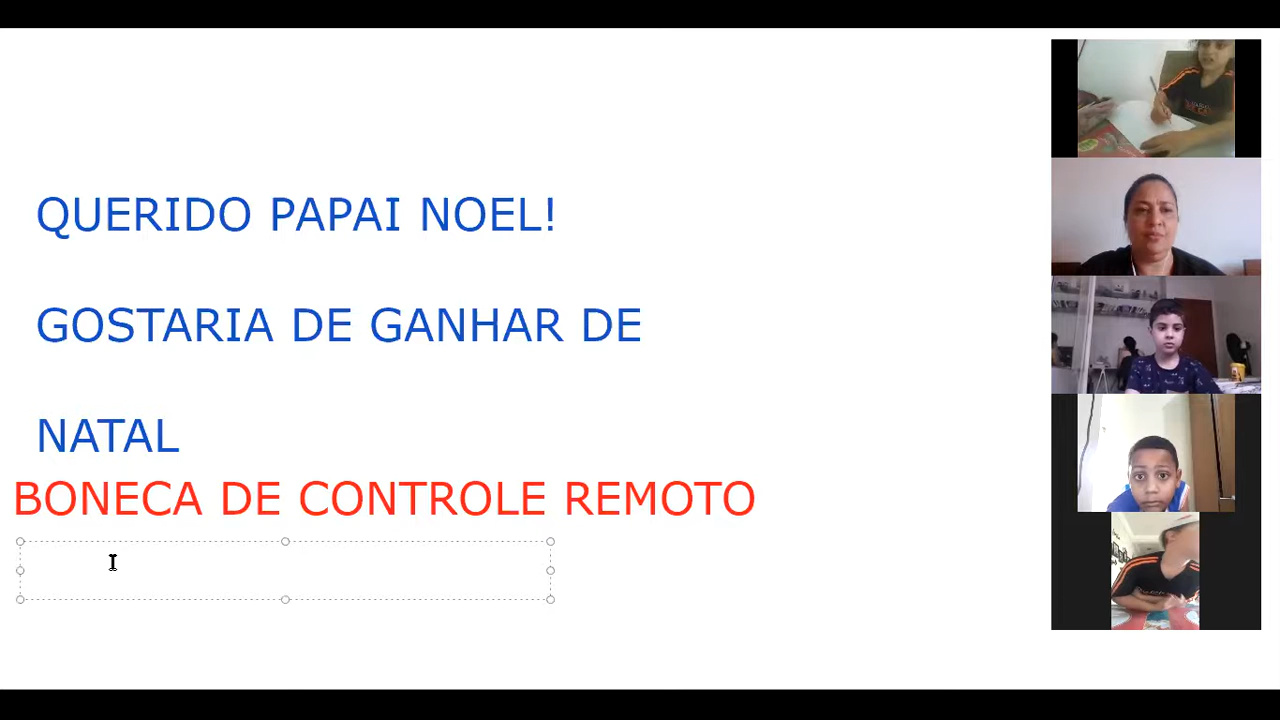 QUERIDO PAPAI NOEL!
GOSTARIA DE GANHAR DE
NATAL
BONECA DE CONTROLE REMOTO